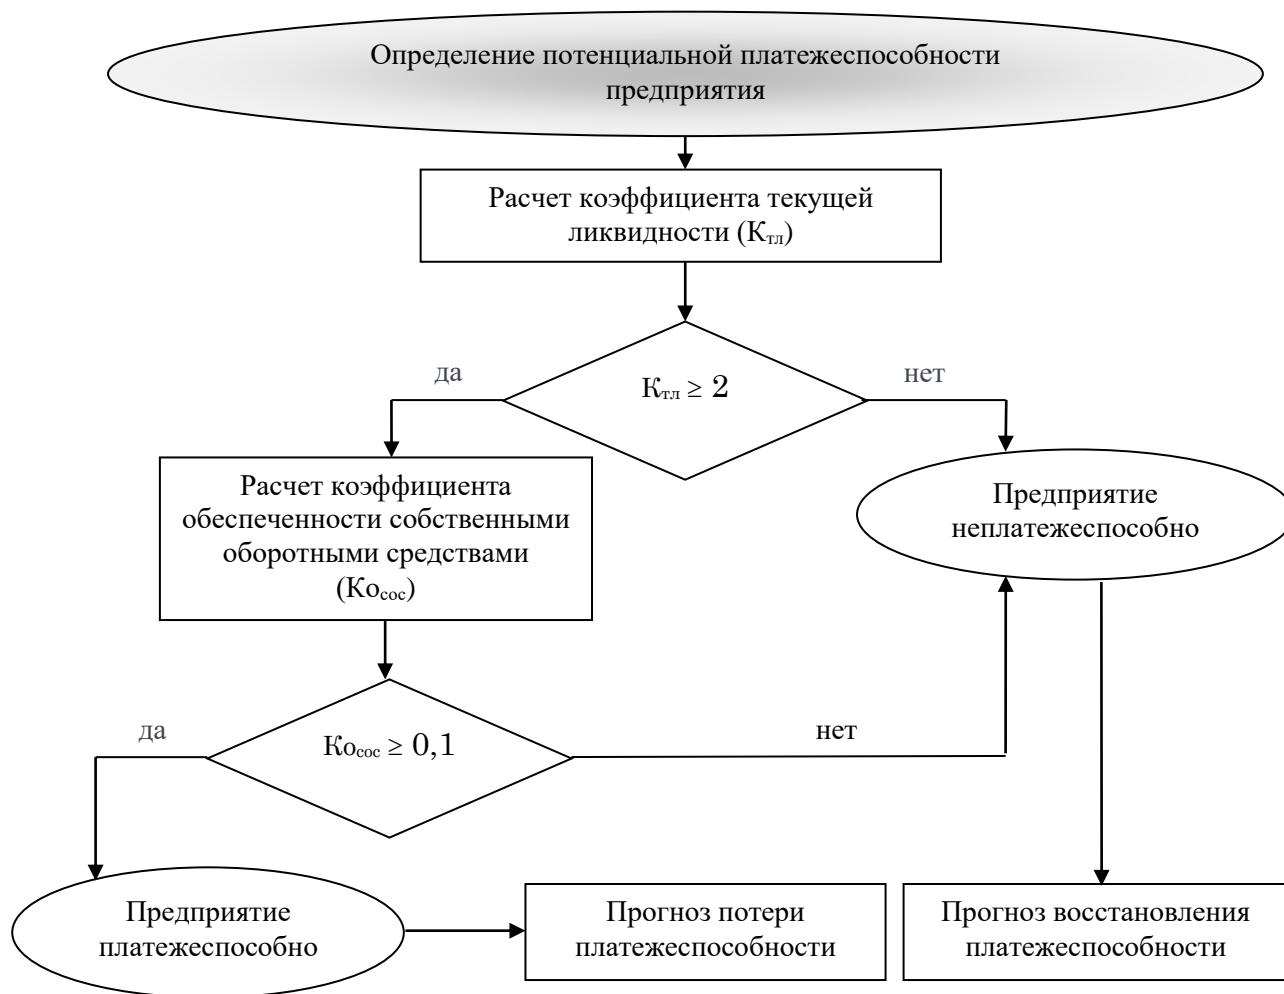 Определение потенциальной платежеспособности
предприятия
Расчет коэффициента текущей
ликвидности (Ктл)
да
Ктл ≥ 2
нет
Расчет коэффициента
обеспеченности собственными
оборотными средствами
(Косос)
Предприятие
неплатежеспособно
да
Косос ≥ 0,1
нет
Предприятие
платежеспособно
Прогноз потери
платежеспособности
Прогноз восстановления
платежеспособности